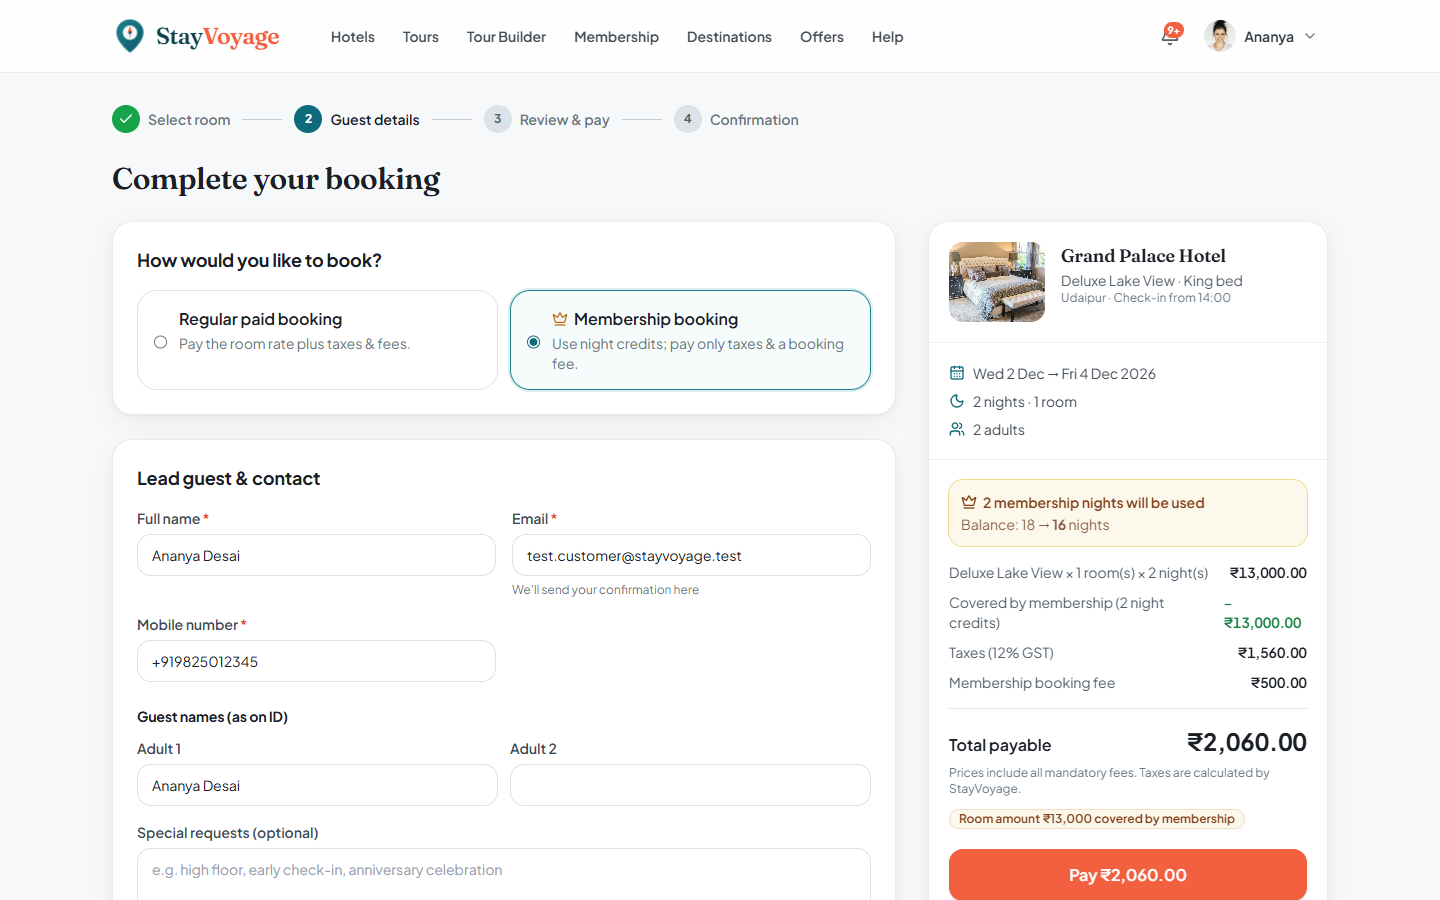 StayVoyage
Hotels
Tours
Tour Builder
Membership
Destinations
Offers
Help
9+
Ananya
Select room
2
Guest details
3
Review & pay
4
Confirmation
Complete your booking
How would you like to book?
Regular paid booking
Pay the room rate plus taxes & fees.
Membership booking
Use night credits; pay only taxes & a booking
fee.
Lead guest & contact
Full name *
Ananya Desai
Email *
test.customer@stayvoyage.test
We'll send your confirmation here
Mobile number *
+919825012345
Guest names (as on ID)
Adult 1
Ananya Desai
Adult 2
Special requests (optional)
e.g. high floor, early check-in, anniversary celebration
Grand Palace Hotel
Deluxe Lake View · King bed
Udaipur · Check-in from 14:00
Wed 2 Dec → Fri 4 Dec 2026
2 nights · 1 room
2 adults
2 membership nights will be used
Balance: 18 → 16 nights
Deluxe Lake View × 1 room(s) × 2 night(s) ₹13,000.00
Covered by membership (2 night
credits)
–
₹13,000.00
Taxes (12% GST) ₹1,560.00
Membership booking fee ₹500.00
Total payable ₹2,060.00
Prices include all mandatory fees. Taxes are calculated by
StayVoyage.
Room amount ₹13,000 covered by membership
Pay ₹2,060.00